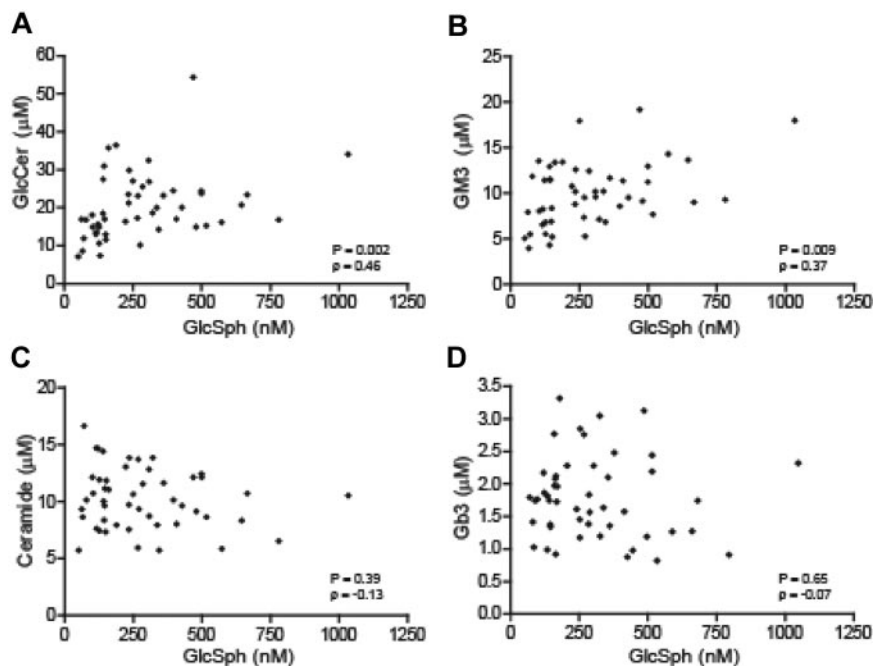 A
60
50
40
30
20
10
0
GlcCer (μM)
0 250 500 750 1000 1250
GlcSph (nM)
P = 0.002
ρ = 0.46
B
25
20
15
10
5
0
GM3 (μM)
0 250 500 750 1000 1250
GlcSph (nM)
P = 0.009
ρ = 0.37
C
20
15
10
5
0
Ceramide (μM)
0 250 500 750 1000 1250
GlcSph (nM)
P = 0.39
ρ = -0.13
D
3.5
3.0
2.5
2.0
1.5
1.0
0.5
0.0
Gb3 (μM)
0 250 500 750 1000 1250
GlcSph (nM)
P = 0.65
ρ = -0.07